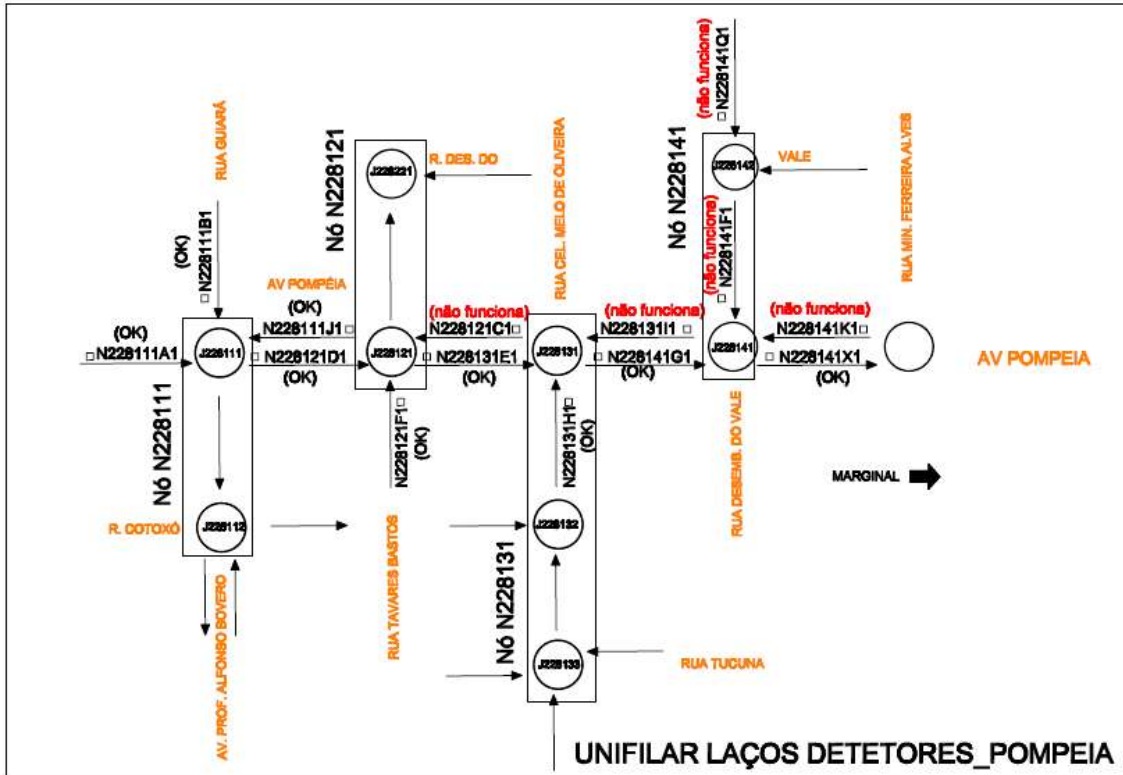 (não funciona)
□N228141Q1
RUA GUIARÁ
Nó N228121
J228221
R. DES. DO
RUA CEL. MELO DE OLIVEIRA
Nó N228141
J228142
VALE
RUA MIN. FERREIRA ALVES
(OK)
□N228111B1
(não funciona)
□N228141F1
AV POMPÉIA
(OK)
(não funciona)
(não funciona)
(não funciona)
(OK)
N228111J1□
N228121C1□
N228131I1□
N228141K1□
□N228111A1
J228111
□N228121D1
J228121
□N228131E1
J228131
□N228141G1
J228141
□N228141X1
AV POMPEIA
(OK)
(OK)
(OK)
(OK)
Nó N228111
N228121F1□
(OK)
N228131H1□
(OK)
RUA DESEMB. DO VALE
MARGINAL
R. COTOXÓ
J228112
RUA TAVARES BASTOS
J228132
AV. PROF. ALFONSO BOVERO
Nó N228131
J228133
RUA TUCUNA
UNIFILAR LAÇOS DETETORES_POMPEIA